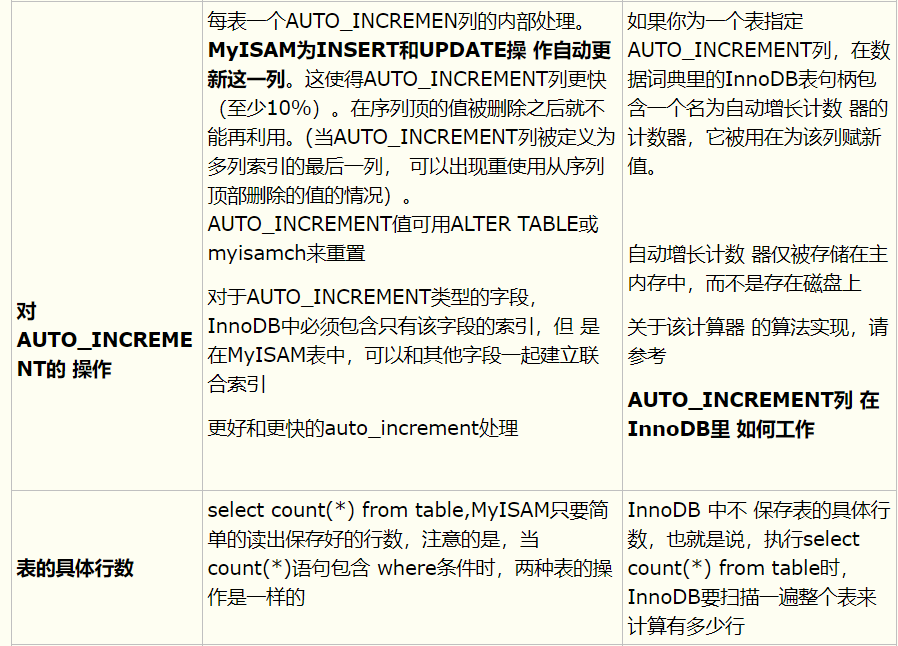 对
AUTO_INCREME
NT的 操作
每表一个AUTO_INCREMEN列的内部处理。
MyISAM为INSERT和UPDATE操 作自动更
新这一列。这使得AUTO_INCREMENT列更快
（至少10%）。在序列顶的值被删除之后就不
能再利用。(当AUTO_INCREMENT列被定义为
多列索引的最后一列， 可以出现重使用从序列
顶部删除的值的情况）。
AUTO_INCREMENT值可用ALTER TABLE或
myisamch来重置
对于AUTO_INCREMENT类型的字段，
InnoDB中必须包含只有该字段的索引，但 是
在MyISAM表中，可以和其他字段一起建立联
合索引
更好和更快的auto_increment处理
如果你为一个表指定
AUTO_INCREMENT列，在数
据词典里的InnoDB表句柄包
含一个名为自动增长计数 器的
计数器，它被用在为该列赋新
值。
自动增长计数 器仅被存储在主
内存中，而不是存在磁盘上
关于该计算器 的算法实现，请
参考
AUTO_INCREMENT列 在
InnoDB里 如何工作
表的具体行数
select count(*) from table,MyISAM只要简
单的读出保存好的行数，注意的是，当
count(*)语句包含 where条件时，两种表的操
作是一样的
InnoDB 中不 保存表的具体行
数，也就是说，执行select
count(*) from table时，
InnoDB要扫描一遍整个表来
计算有多少行